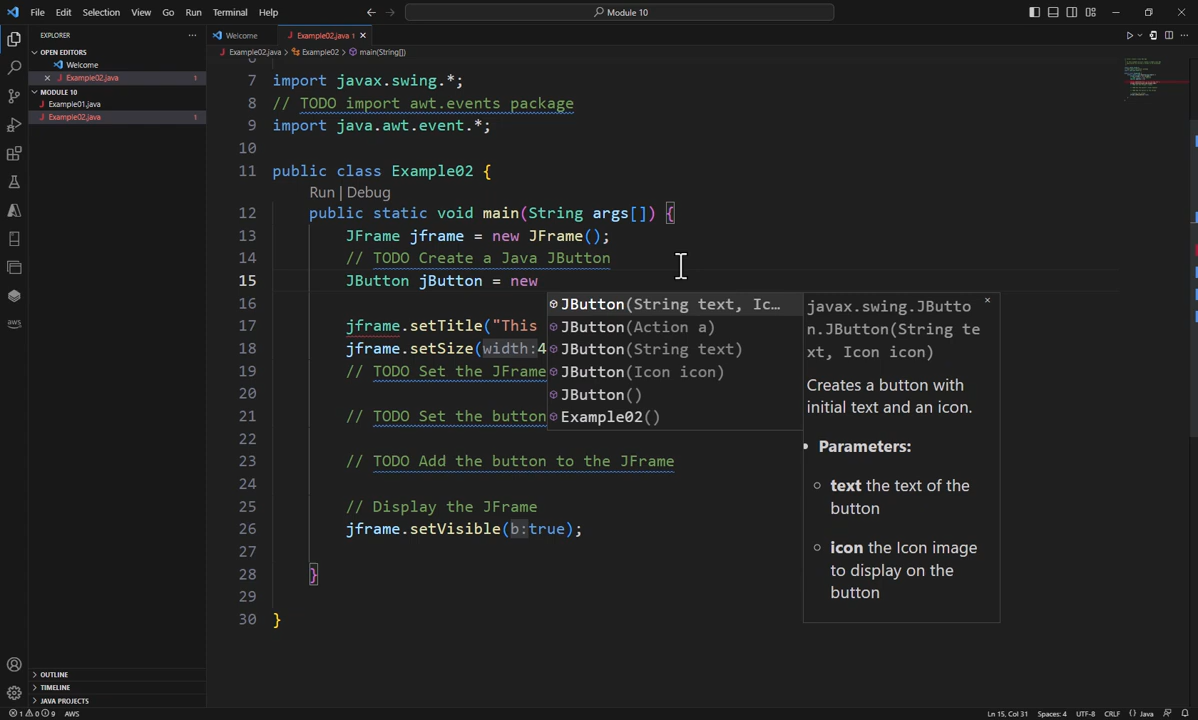 File Edit Selection View Go Run Terminal Help
Module 10
EXPLORER
OPEN EDITORS
Welcome
Example02.java 1
MODULE 10
Example01.java
Example02.java 1
OUTLINE
TIMELINE
JAVA PROJECTS
Welcome
Example02.java 1
Example02.java > Example02 > main(String[])
6
7 import javax.swing.*;
8 // TODO import awt.events package
9 import java.awt.event.*;
10
11 public class Example02 {
Run | Debug
12 public static void main(String args[]) {
13 JFrame jframe = new JFrame();
14 // TODO Create a Java JButton
15 JButton jButton = new
16
17 jframe.setTitle("This
18 jframe.setSize(width:4
19 // TODO Set the JFrame
20
21 // TODO Set the button
22
23 // TODO Add the button to the JFrame
24
25 // Display the JFrame
26 jframe.setVisible(b:true);
27
28 }
29
30 }
JButton(String text, Ic…
JButton(Action a)
JButton(String text)
JButton(Icon icon)
JButton()
Example02()
javax.swing.JButto
n.JButton(String te
xt, Icon icon)
Creates a button with
initial text and an icon.
• Parameters:
○ text the text of the
button
○ icon the Icon image
to display on the
button
1 0 9 AWS
Ln 15, Col 31 Spaces: 4 UTF-8 CRLF {} Java